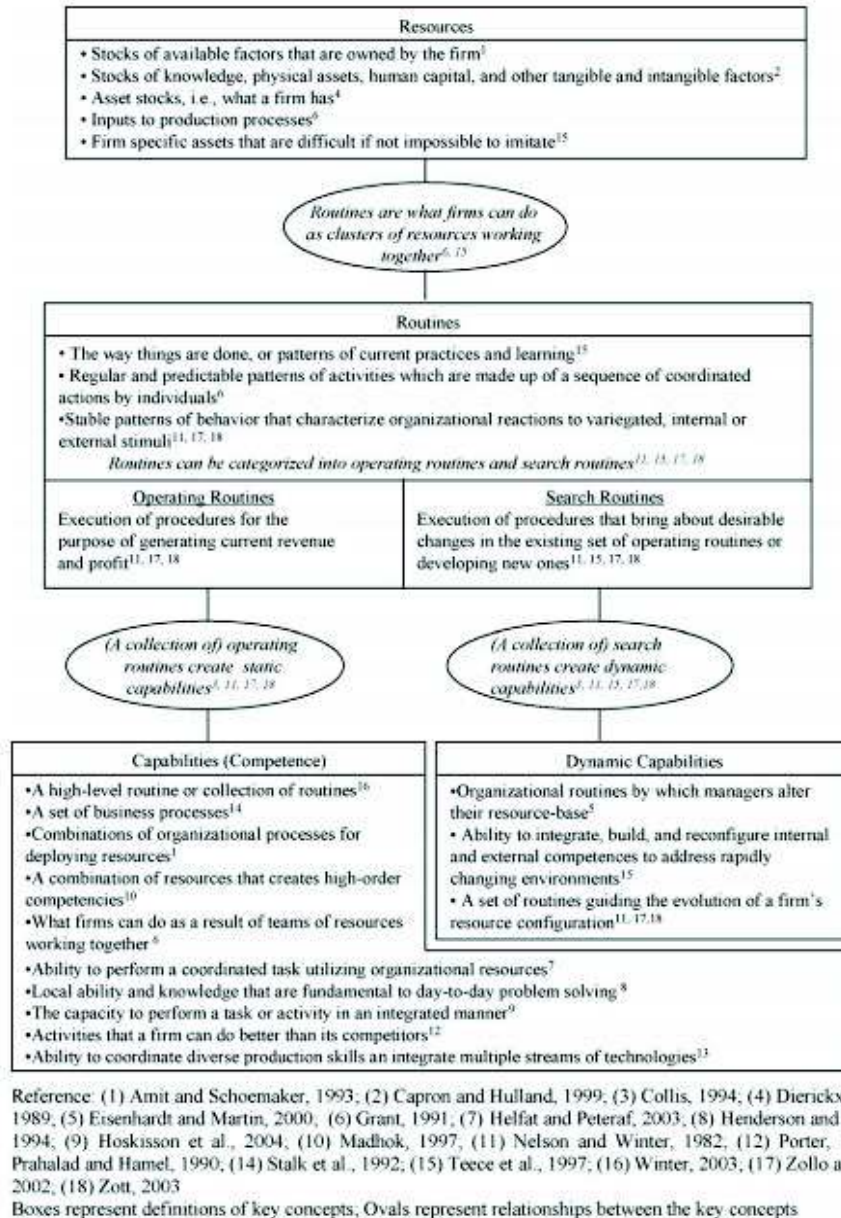 Resources
• Stocks of available factors that are owned by the firm1
• Stocks of knowledge, physical assets, human capital, and other tangible and intangible factors2
• Asset stocks, i.e., what a firm has4
• Inputs to production processes6
• Firm specific assets that are difficult if not impossible to imitate15
Routines are what firms can do
as clusters of resources working
together6, 15
Routines
• The way things are done, or patterns of current practices and learning15
• Regular and predictable patterns of activities which are made up of a sequence of coordinated
actions by individuals6
•Stable patterns of behavior that characterize organizational reactions to variegated, internal or
external stimuli11, 17, 18
Routines can be categorized into operating routines and search routines11, 15, 17, 18
Operating Routines
Execution of procedures for the
purpose of generating current revenue
and profit11, 17, 18
Search Routines
Execution of procedures that bring about desirable
changes in the existing set of operating routines or
developing new ones11, 15, 17, 18
(A collection of) operating
routines create static
capabilities3, 11, 17, 18
(A collection of) search
routines create dynamic
capabilities3, 11, 15, 17,18
Capabilities (Competence)
•A high-level routine or collection of routines16
•A set of business processes14
•Combinations of organizational processes for
deploying resources1
•A combination of resources that creates high-order
competencies10
•What firms can do as a result of teams of resources
working together 6
•Ability to perform a coordinated task utilizing organizational resources7
•Local ability and knowledge that are fundamental to day-to-day problem solving 8
•The capacity to perform a task or activity in an integrated manner9
•Activities that a firm can do better than its competitors12
•Ability to coordinate diverse production skills an integrate multiple streams of technologies13
Dynamic Capabilities
•Organizational routines by which managers alter
their resource-base5
• Ability to integrate, build, and reconfigure internal
and external competences to address rapidly
changing environments15
• A set of routines guiding the evolution of a firm's
resource configuration11, 17,18
Reference: (1) Amit and Schoemaker, 1993; (2) Capron and Hulland, 1999; (3) Collis, 1994; (4) Dierickx
1989, (5) Eisenhardt and Martin, 2000, (6) Grant, 1991; (7) Helfat and Peteraf, 2003; (8) Henderson and
1994; (9) Hoskisson et al., 2004; (10) Madhok, 1997, (11) Nelson and Winter, 1982, (12) Porter,
Prahalad and Hamel, 1990; (14) Stalk et al., 1992; (15) Teece et al., 1997; (16) Winter, 2003; (17) Zollo a
2002, (18) Zott, 2003
Boxes represent definitions of key concepts; Ovals represent relationships between the key concepts